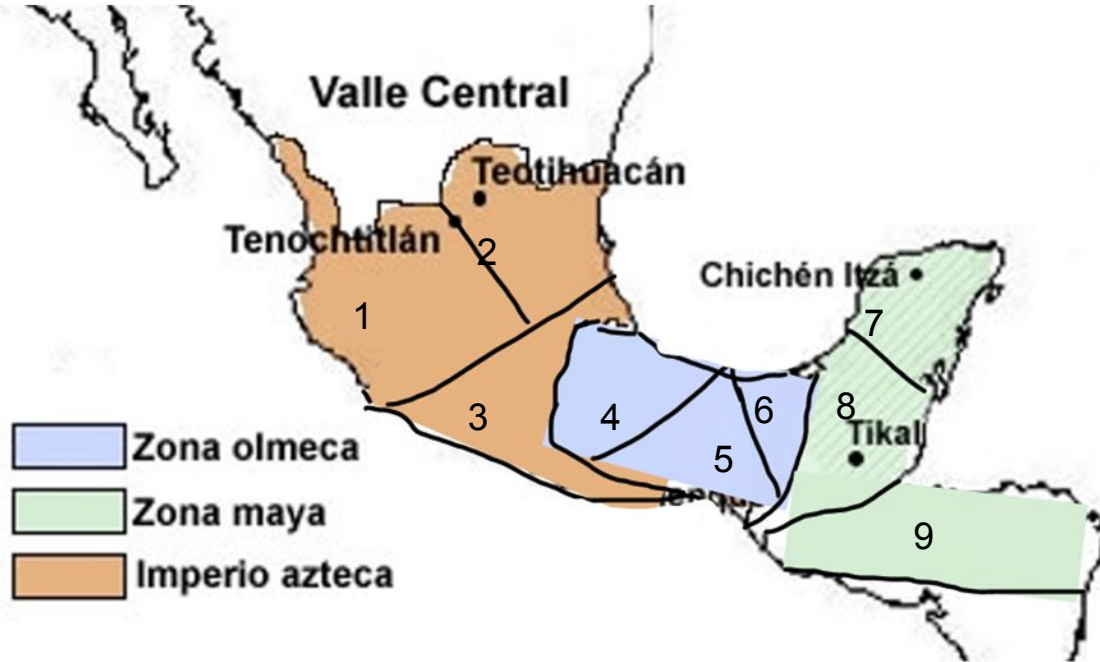 Valle Central
Teotihuacán
Tenochtitlán
2
Chichén Itzá
1
7
3
4
6
8
Tikal
5
9
Zona olmeca
Zona maya
Imperio azteca